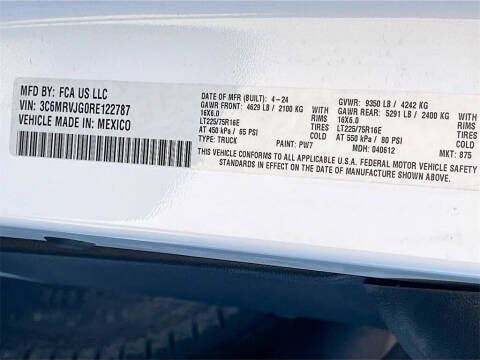 MFD BY: FCA US LLC
VIN: 3C6MRVJG0RE122787
VEHICLE MADE IN: MEXICO
DATE OF MFR (BUILT): 4-24
GAWR FRONT: 4629 LB / 2100 KG
WITH
16X6.0
RIMS
LT225/75R16E
TIRES
AT 450 kPa / 65 PSI
COLD
TYPE: TRUCK
PAINT: PW7
GVWR: 9350 LB / 4242 KG
GAWR REAR: 5291 LB / 2400 KG
WITH
16X6.0
RIMS
LT225/75R16E
TIRES
AT 550 kPa / 80 PSI
COLD
MDH: 040612
MKT: 875
THIS VEHICLE CONFORMS TO ALL APPLICABLE U.S.A. FEDERAL MOTOR VEHICLE SAFETY
STANDARDS IN EFFECT ON THE DATE OF MANUFACTURE SHOWN ABOVE.